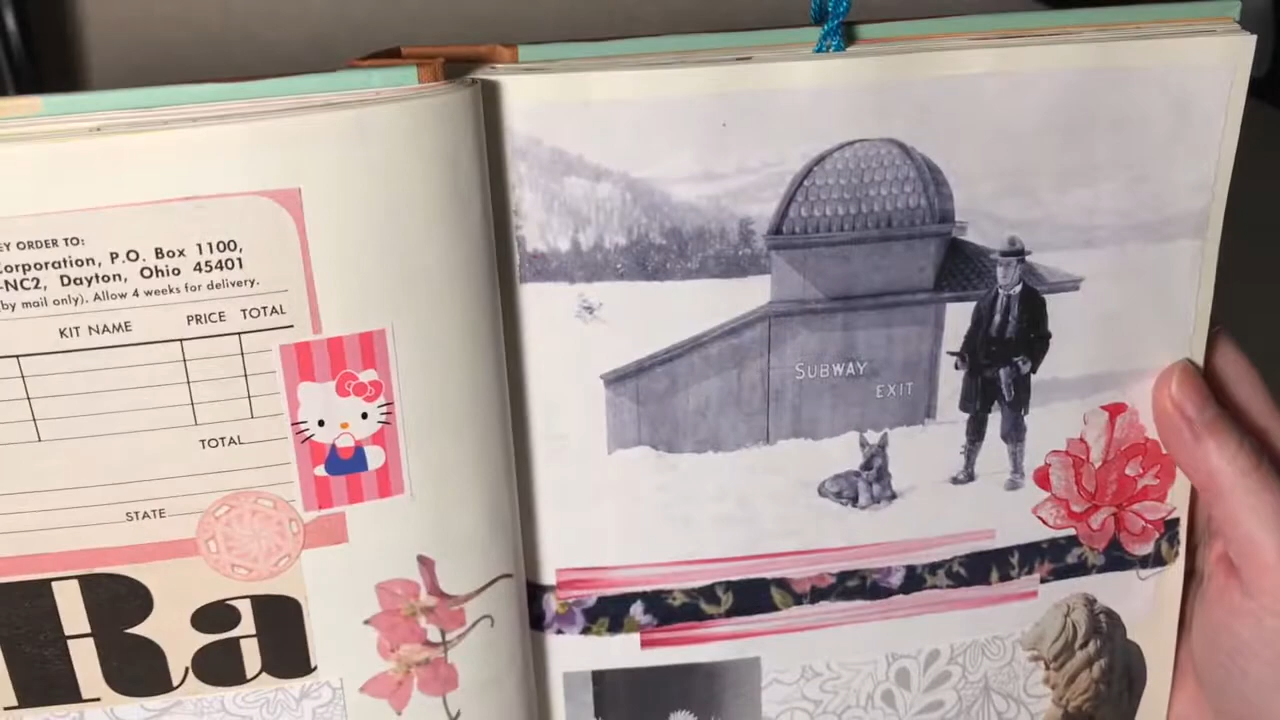 EY ORDER TO:
orporation, P.O. Box 1100,
-NC2, Dayton, Ohio 45401
(by mail only). Allow 4 weeks for delivery.
KIT NAME PRICE TOTAL
TOTAL
STATE
Ra
SUBWAY
EXIT